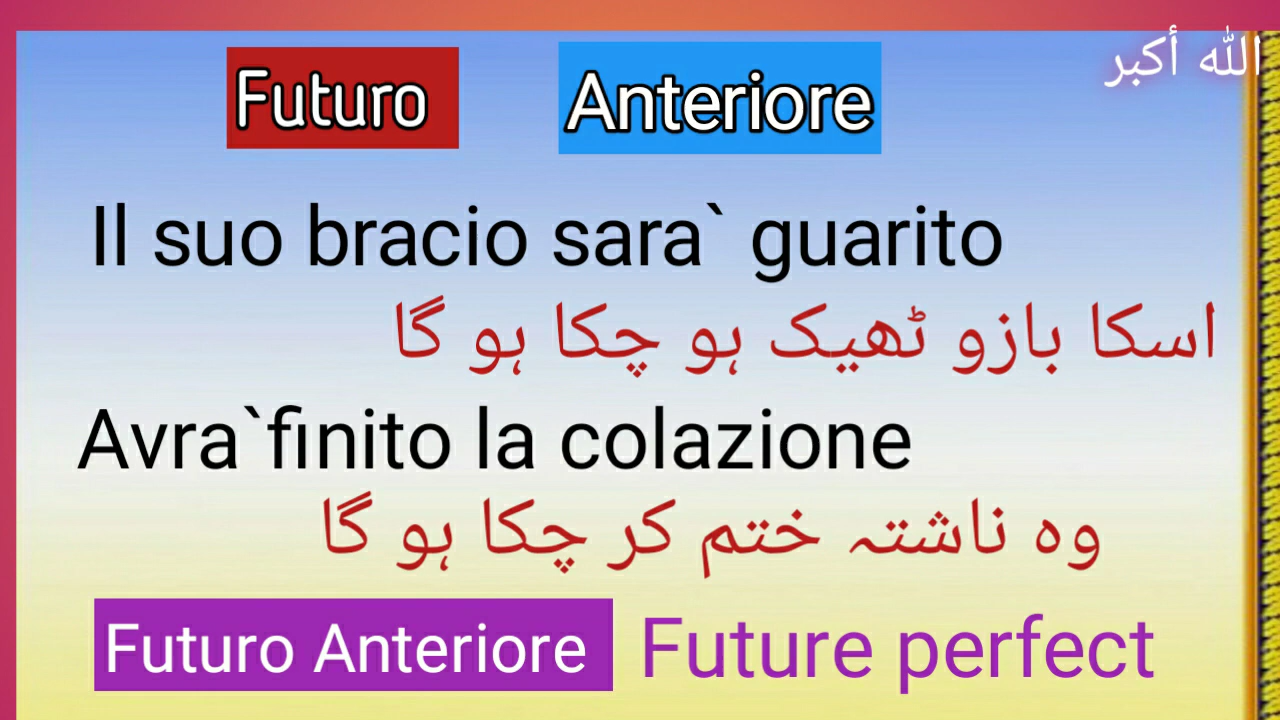 الله أكبر
Futuro Anteriore
Il suo bracio sara` guarito
اسکا بازو ٹھیک ہو چکا ہو گا
Avra`finito la colazione
وہ ناشتہ ختم کر چکا ہو گا
Futuro Anteriore Future perfect